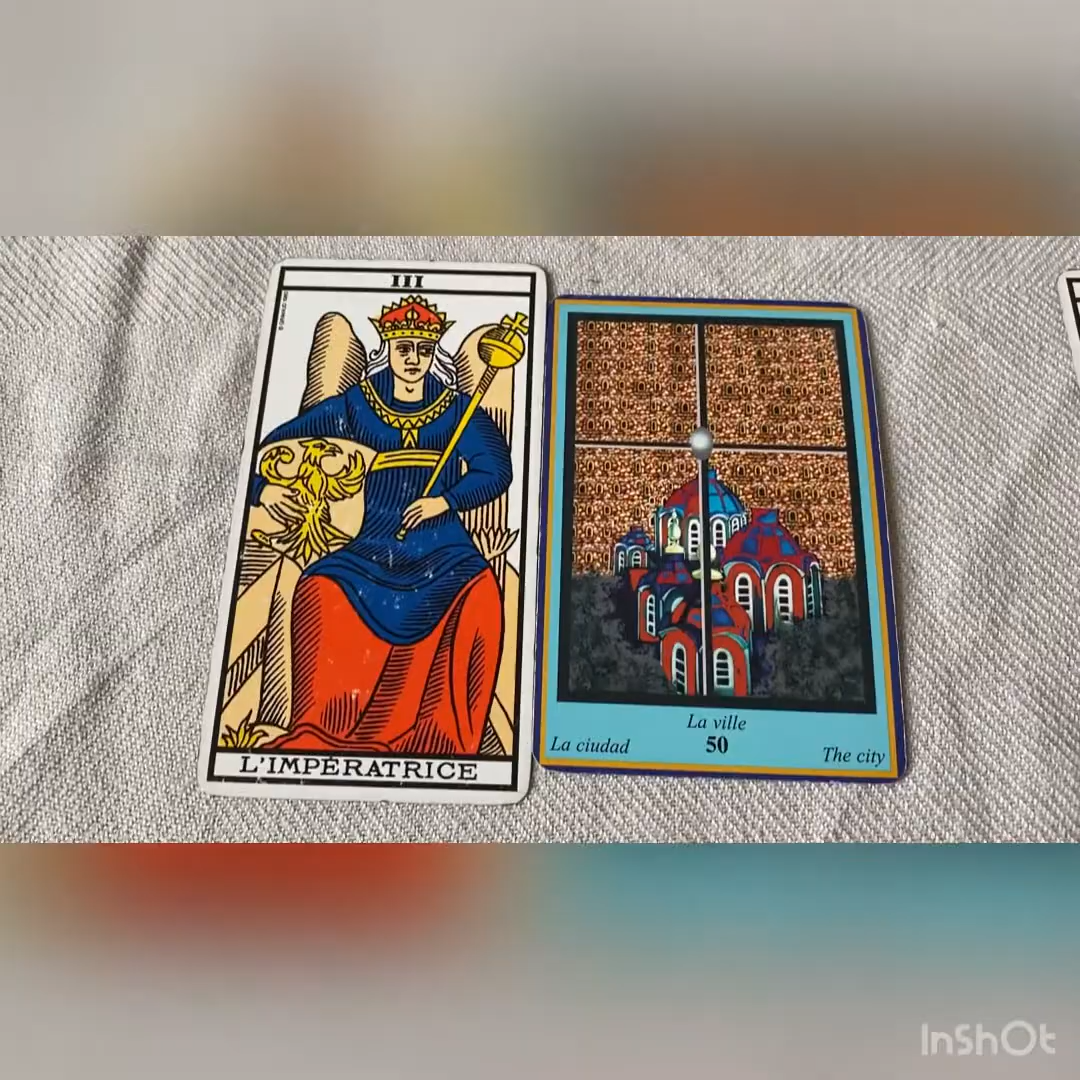 III
L'IMPÉRATRICE
La ville
La ciudad
50
The city
InShOt